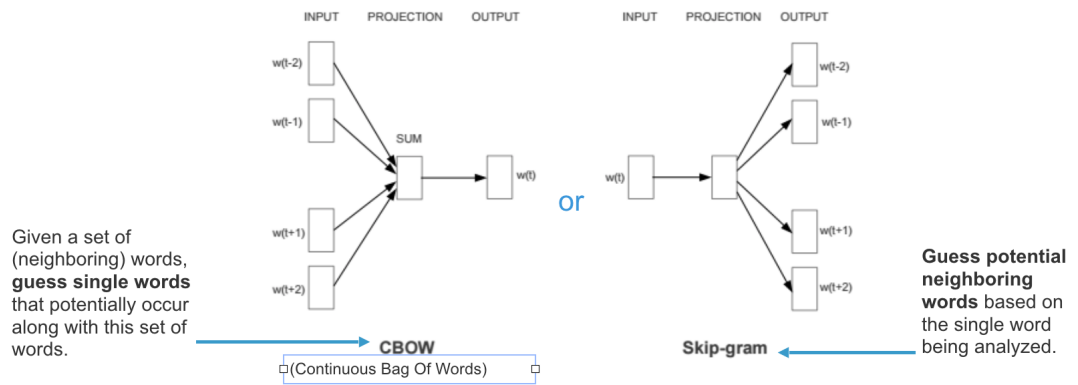 INPUT PROJECTION OUTPUT
w(t-2)
w(t-1)
SUM
w(t)
w(t+1)
w(t+2)
CBOW
(Continuous Bag Of Words)
Given a set of
(neighboring) words,
guess single words
that potentially occur
along with this set of
words.
or
INPUT PROJECTION OUTPUT
w(t-2)
w(t-1)
w(t)
w(t+1)
w(t+2)
Skip-gram
Guess potential
neighboring
words based on
the single word
being analyzed.